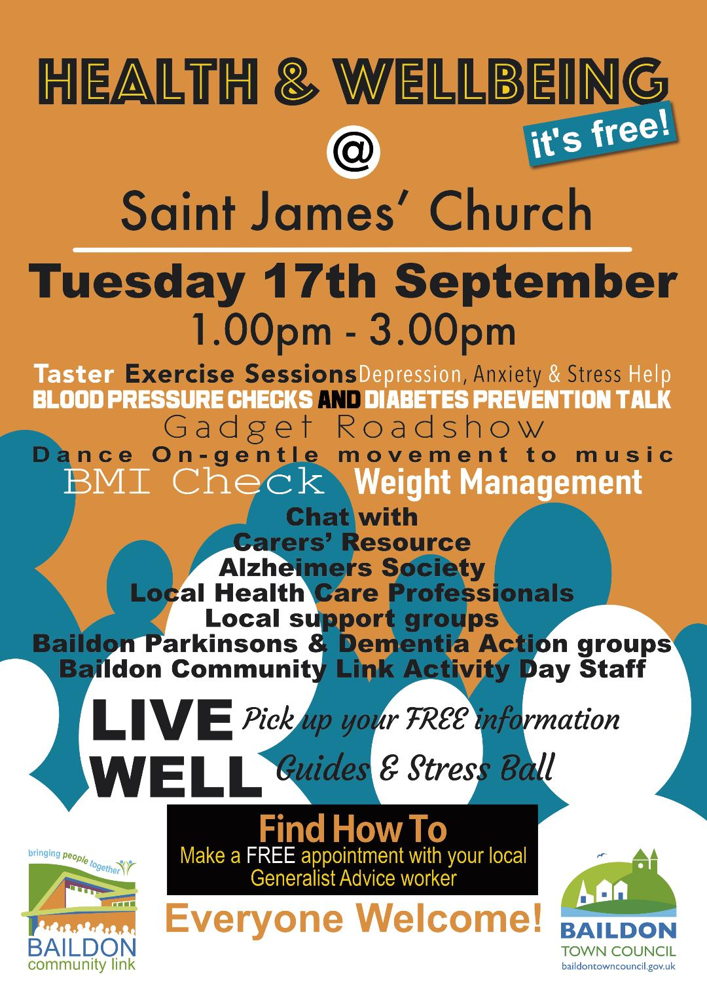 HEALTH & WELLBEING
it's free!
@
Saint James’ Church
Tuesday 17th September
1.00pm - 3.00pm
Taster Exercise Sessions Depression, Anxiety & Stress Help
BLOOD PRESSURE CHECKS AND DIABETES PREVENTION TALK
Gadget Roadshow
Dance On-gentle movement to music
BMI Check Weight Management
Chat with
Carers’ Resource
Alzheimers Society
Local Health Care Professionals
Local support groups
Baildon Parkinsons & Dementia Action groups
Baildon Community Link Activity Day Staff
LIVE Pick up your FREE information
WELL Guides & Stress Ball
Find How To
Make a FREE appointment with your local
Generalist Advice worker
Everyone Welcome!
bringing people together
BAILDON
community link
BAILDON
TOWN COUNCIL
baildontowncouncil.gov.uk